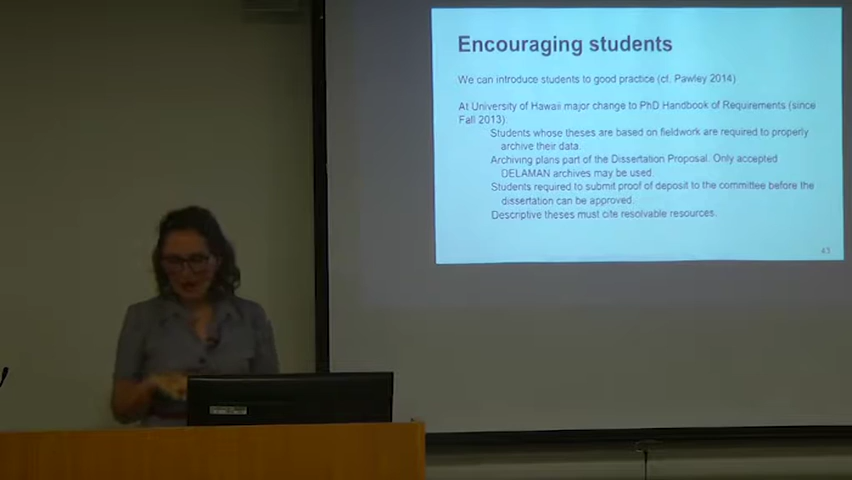 Encouraging students
We can introduce students to good practice (cf. Pawley 2014)
At University of Hawaii major change to PhD Handbook of Requirements (since
Fall 2013).
Students whose theses are based on fieldwork are required to properly
archive their data.
Archiving plans part of the Dissertation Proposal. Only accepted
DELAMAN archives may be used.
Students required to submit proof of deposit to the committee before the
dissertation can be approved.
Descriptive theses must cite resolvable resources.
43